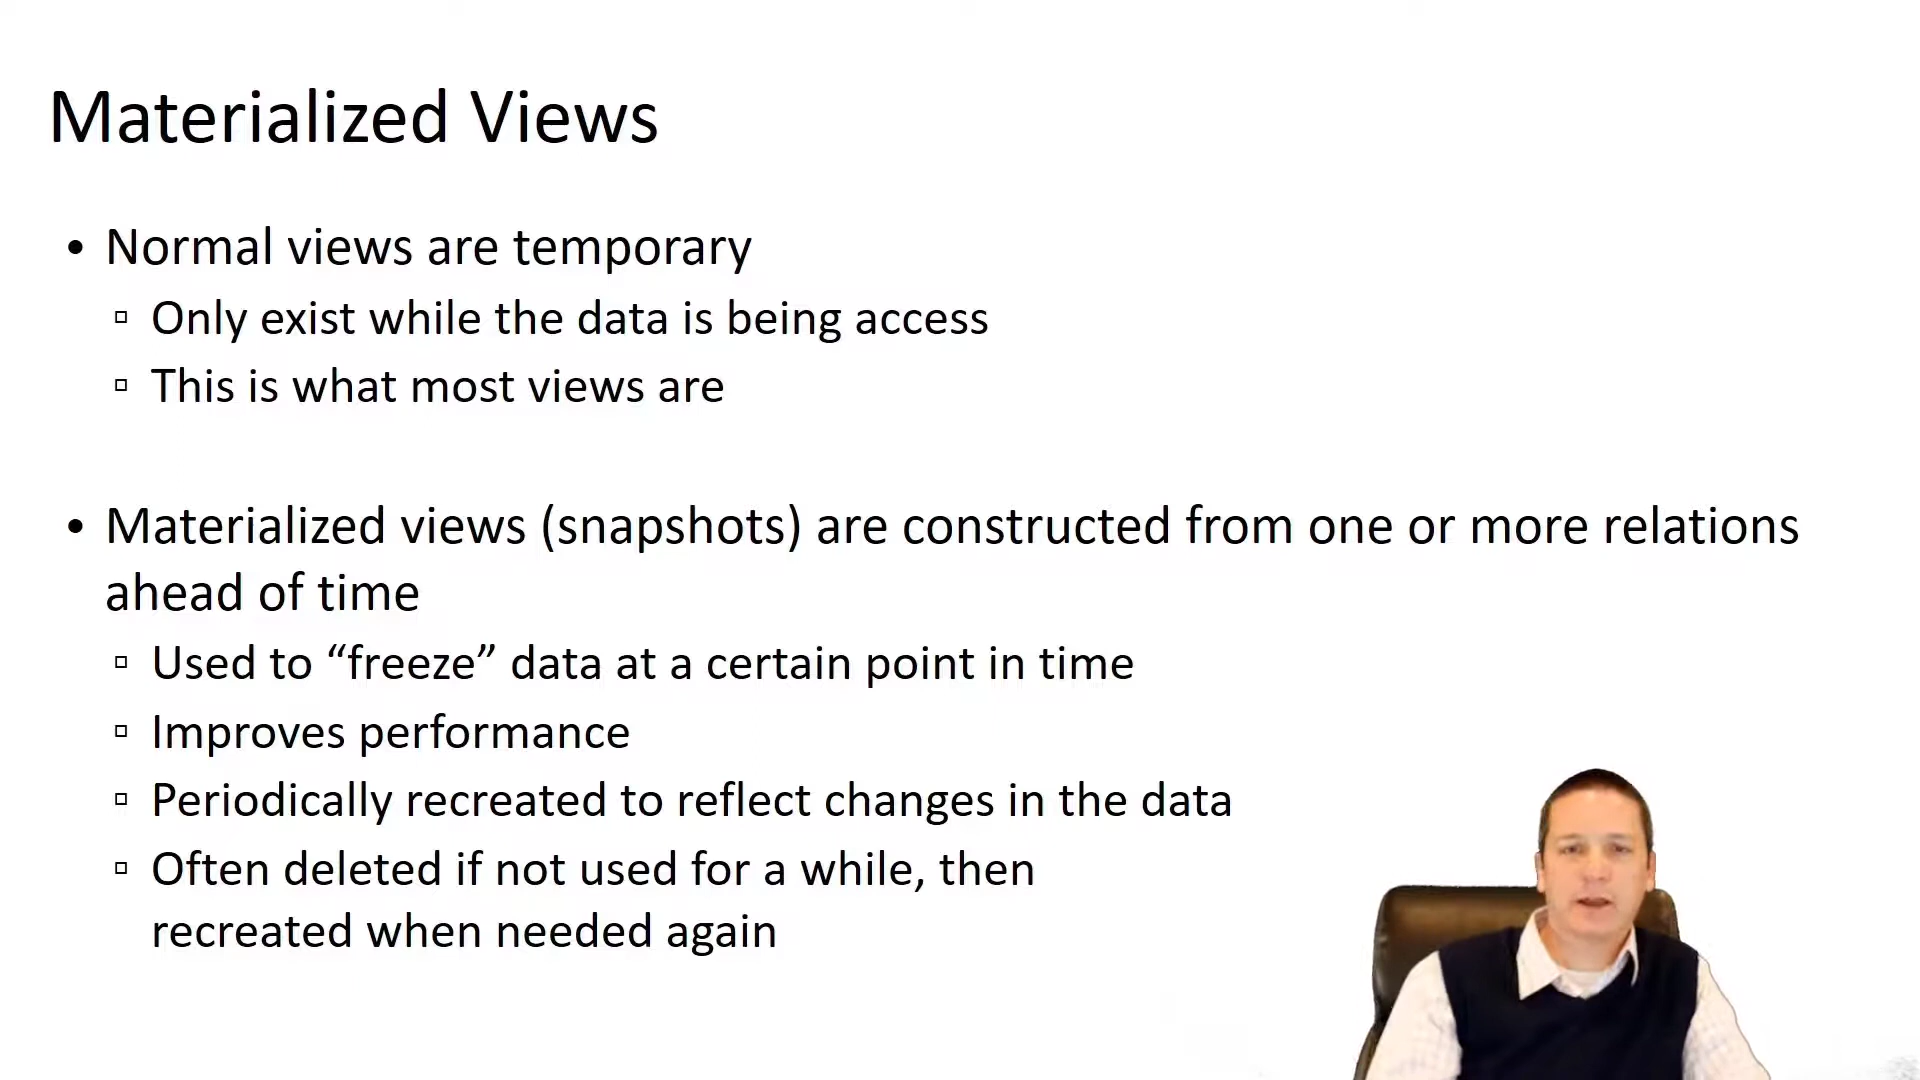 Materialized Views
• Normal views are temporary
▫ Only exist while the data is being access
▫ This is what most views are
• Materialized views (snapshots) are constructed from one or more relations
ahead of time
▫ Used to “freeze” data at a certain point in time
▫ Improves performance
▫ Periodically recreated to reflect changes in the data
▫ Often deleted if not used for a while, then
recreated when needed again